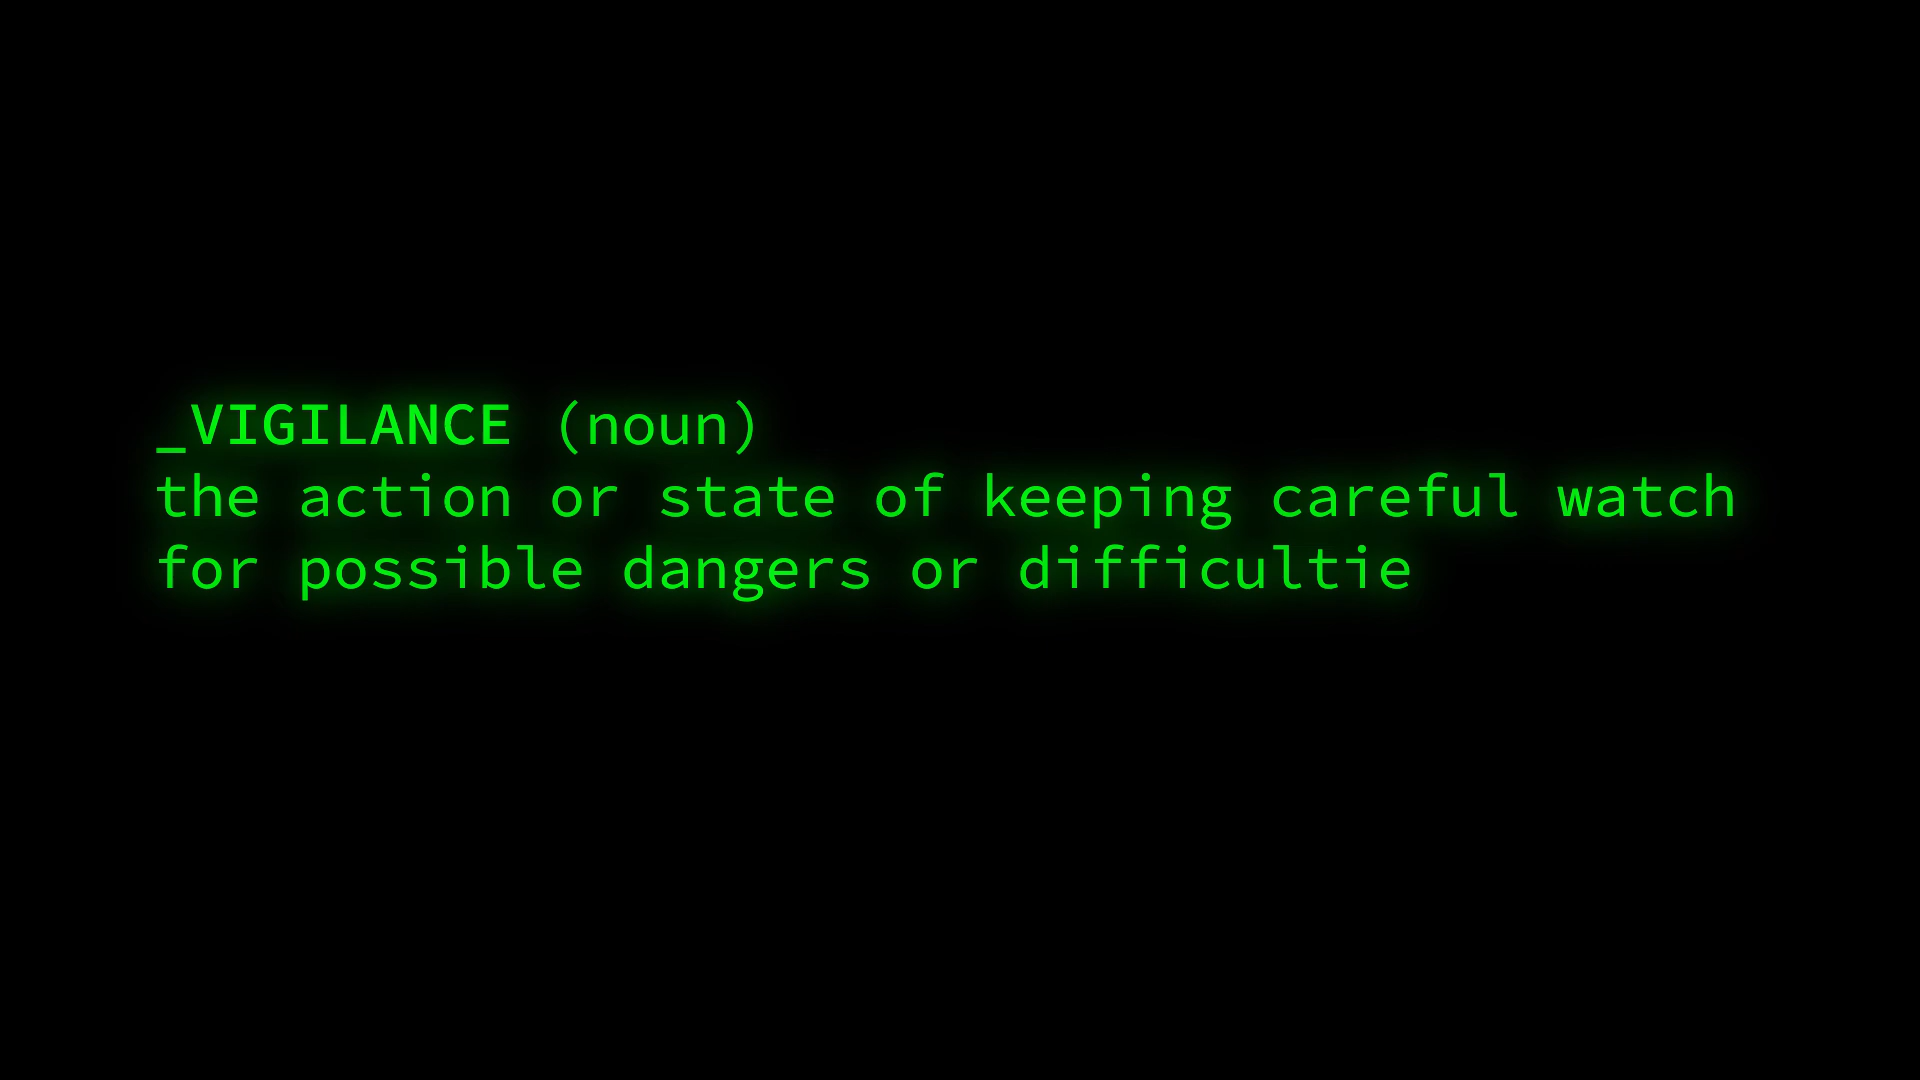 _VIGILANCE (noun)
the action or state of keeping careful watch
for possible dangers or difficultie